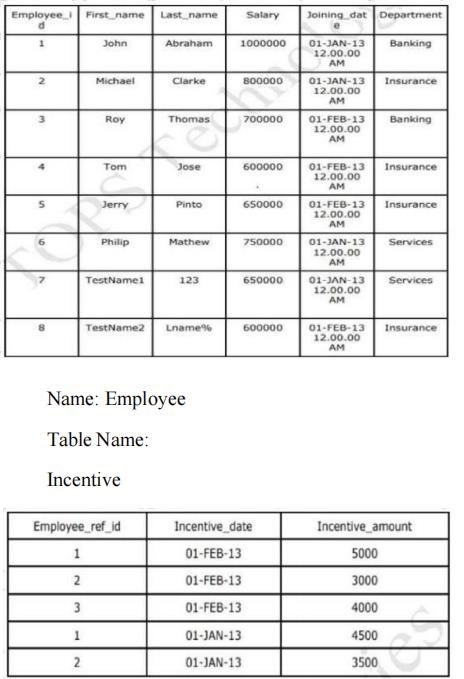 Employee_i First_name Last_name Salary Joining_dat Department
d e
1 John Abraham 1000000 01-JAN-13 Banking
12.00.00
AM
2 Michael Clarke 800000 01-JAN-13 Insurance
12.00.00
AM
3 Roy Thomas 700000 01-FEB-13 Banking
12.00.00
AM
4 Tom Jose 600000 01-FEB-13 Insurance
12.00.00
AM
5 Jerry Pinto 650000 01-FEB-13 Insurance
12.00.00
AM
6 Philip Mathew 750000 01-JAN-13 Services
12.00.00
AM
7 TestName1 123 650000 01-JAN-13 Services
12.00.00
AM
8 TestName2 Lname% 600000 01-FEB-13 Insurance
12.00.00
AM
TOPS Technolog
Name: Employee
Table Name:
Incentive
Employee_ref_id Incentive_date Incentive_amount
1 01-FEB-13 5000
2 01-FEB-13 3000
3 01-FEB-13 4000
1 01-JAN-13 4500
2 01-JAN-13 3500
ies